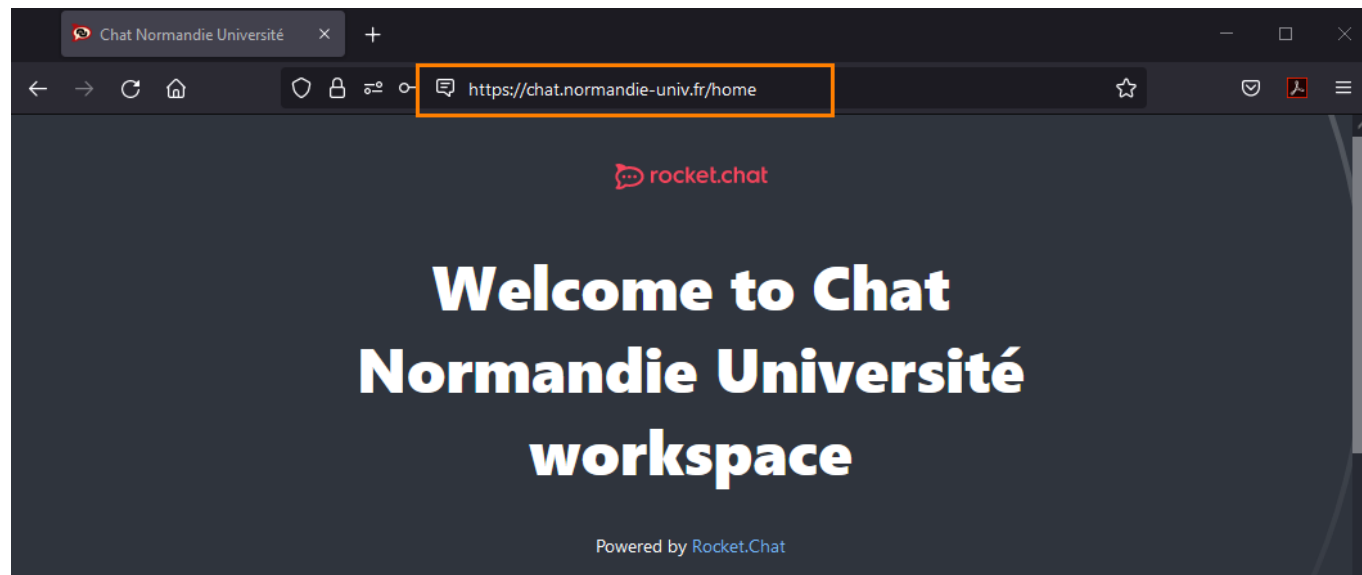 Chat Normandie Université
https://chat.normandie-univ.fr/home
rocket.chat
Welcome to Chat
Normandie Université
workspace
Powered by Rocket.Chat